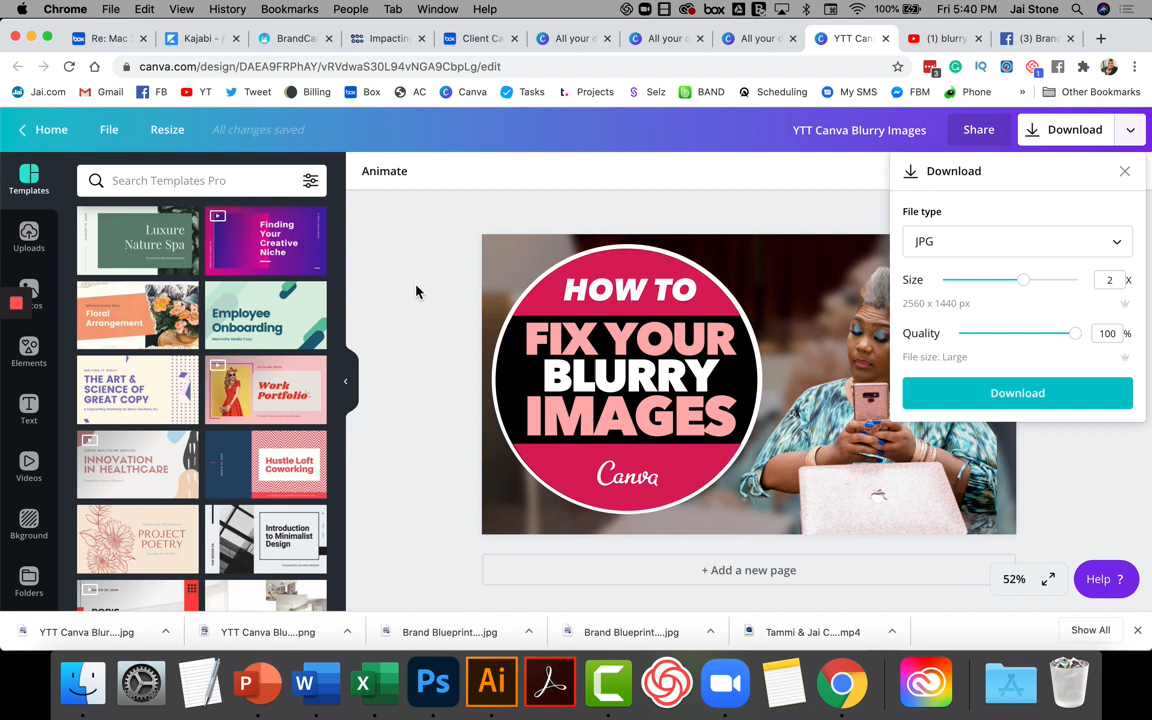 Chrome File Edit View History Bookmarks People Tab Window Help
100% Fri 5:40 PM Jai Stone
Re: Mac S
Kajabi -
BrandCa
Impactin
Client Ca
All your d
All your d
All your d
YTT Can
(1) blurry
(3) Bran
canva.com/design/DAEA9FRPhAY/vRVdwaS30L94vNGA9CbpLg/edit
Jai.com Gmail FB YT Tweet Billing Box AC Canva Tasks Projects Selz BAND Scheduling My SMS FBM Phone » Other Bookmarks
Home File Resize All changes saved YTT Canva Blurry Images Share Download
Templates
Uploads
Elements
Text
Videos
Bkground
Folders
Search Templates Pro
Luxure
Nature Spa
Finding
Your
Creative
Niche
Floral
Arrangement
Employee
Onboarding
THE ART &
SCIENCE OF
GREAT COPY
Work
Portfolio
INNOVATION
IN HEALTHCARE
Hustle Loft
Coworking
PROJECT
POETRY
Introduction
to Minimalist
Design
Animate
HOW TO
FIX YOUR
BLURRY
IMAGES
Canva
+ Add a new page
52%
Help ?
Download
File type
JPG
Size 2 X
2560 x 1440 px
Quality 100 %
File size: Large
Download
YTT Canva Blur....jpg
YTT Canva Blu....png
Brand Blueprint....jpg
Brand Blueprint....jpg
Tammi & Jai C....mp4
Show All
P W X Ps Ai